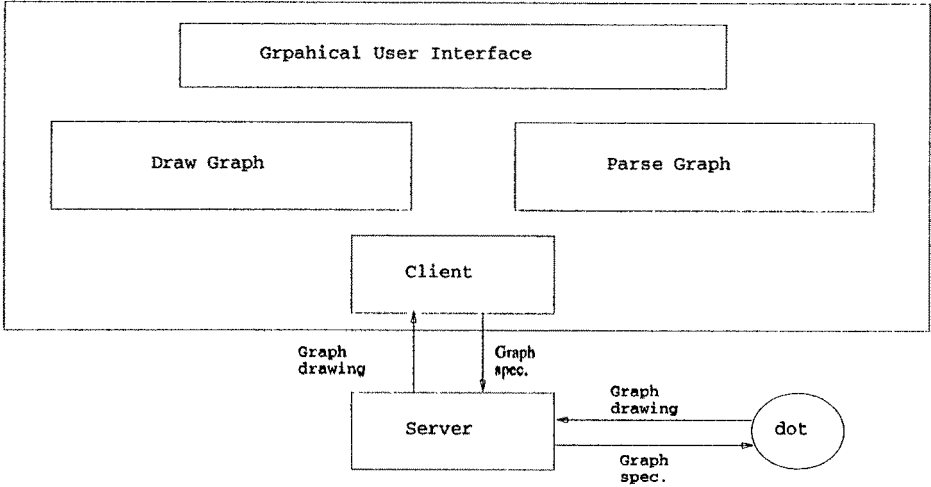 Grpahical User Interface
Draw Graph
Parse Graph
Client
Graph
drawing
Graph
spec.
Server
Graph
drawing
dot
Graph
spec.